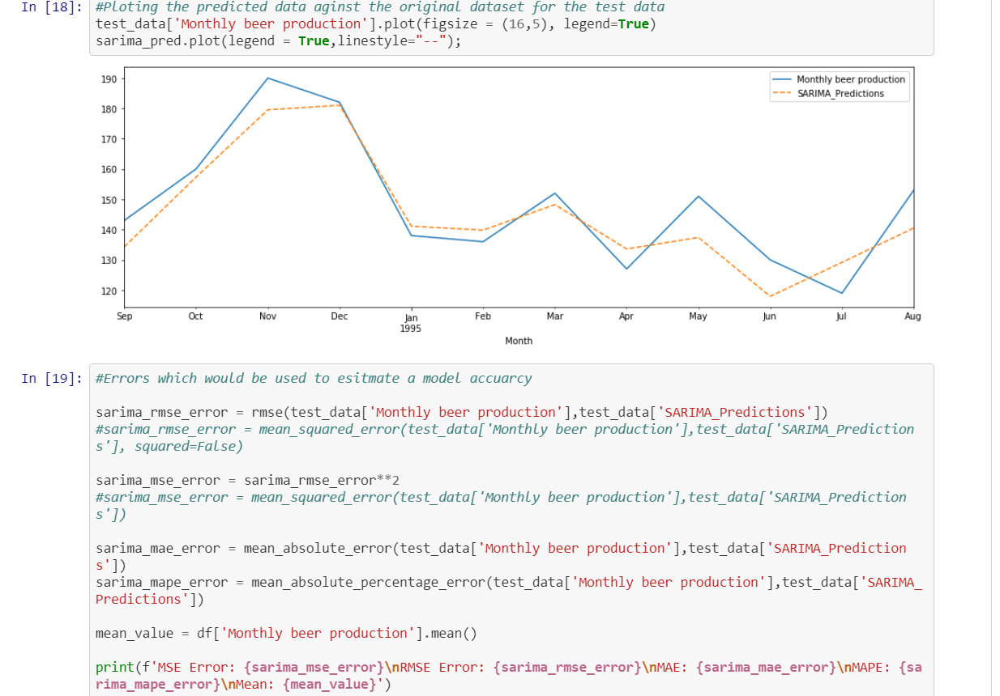 In [18]: #Ploting the predicted data aginst the original dataset for the test data
test_data['Monthly beer production'].plot(figsize = (16,5), legend=True)
sarima_pred.plot(legend = True,linestyle="--");
190
180
170
160
150
140
130
120
Monthly beer production
SARIMA_Predictions
Sep Oct Nov Dec Jan Feb Mar Apr May Jun Jul Aug
1995
Month
In [19]: #Errors which would be used to esitmate a model accuarcy
sarima_rmse_error = rmse(test_data['Monthly beer production'],test_data['SARIMA_Predictions'])
#sarima_rmse_error = mean_squared_error(test_data['Monthly beer production'],test_data['SARIMA_Prediction
s'], squared=False)
sarima_mse_error = sarima_rmse_error**2
#sarima_mse_error = mean_squared_error(test_data['Monthly beer production'],test_data['SARIMA_Prediction
s'])
sarima_mae_error = mean_absolute_error(test_data['Monthly beer production'],test_data['SARIMA_Prediction
s'])
sarima_mape_error = mean_absolute_percentage_error(test_data['Monthly beer production'],test_data['SARIMA_
Predictions'])
mean_value = df['Monthly beer production'].mean()
print(f'MSE Error: {sarima_mse_error}\nRMSE Error: {sarima_rmse_error}\nMAE: {sarima_mae_error}\nMAPE: {sa
rima_mape_error}\nMean: {mean_value}')